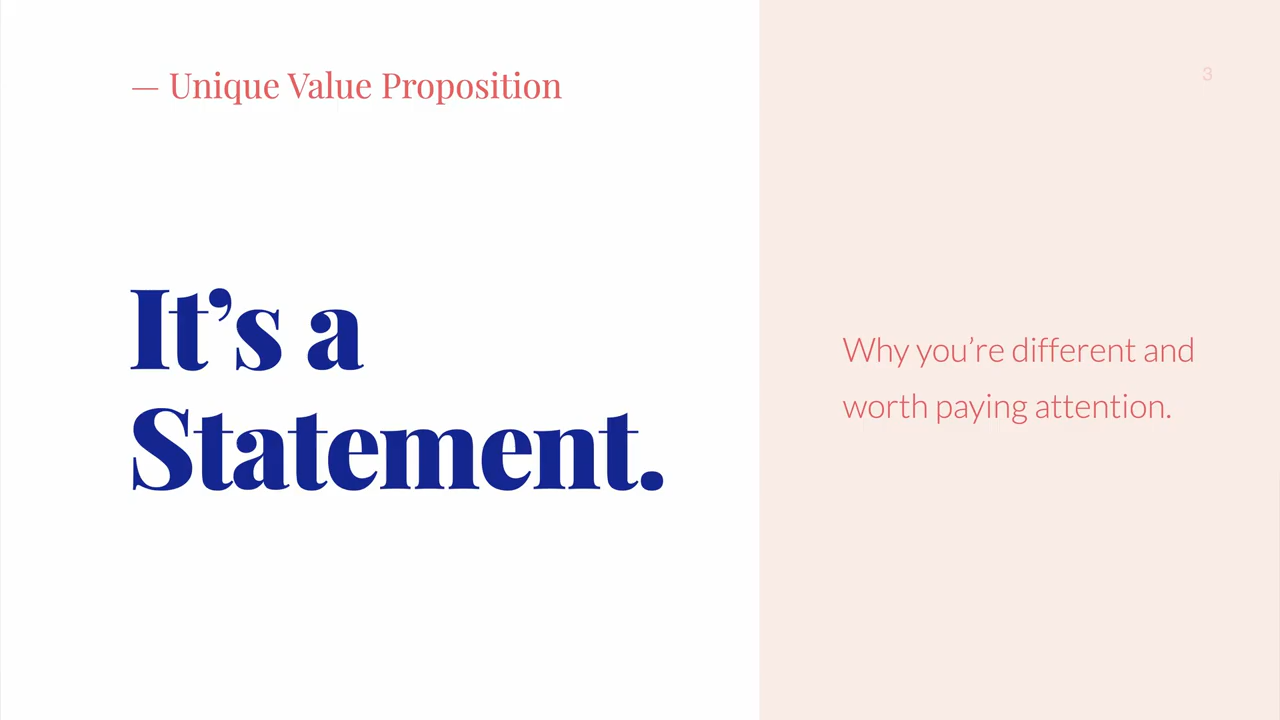 — Unique Value Proposition
3
It’s a
Statement.
Why you’re different and
worth paying attention.